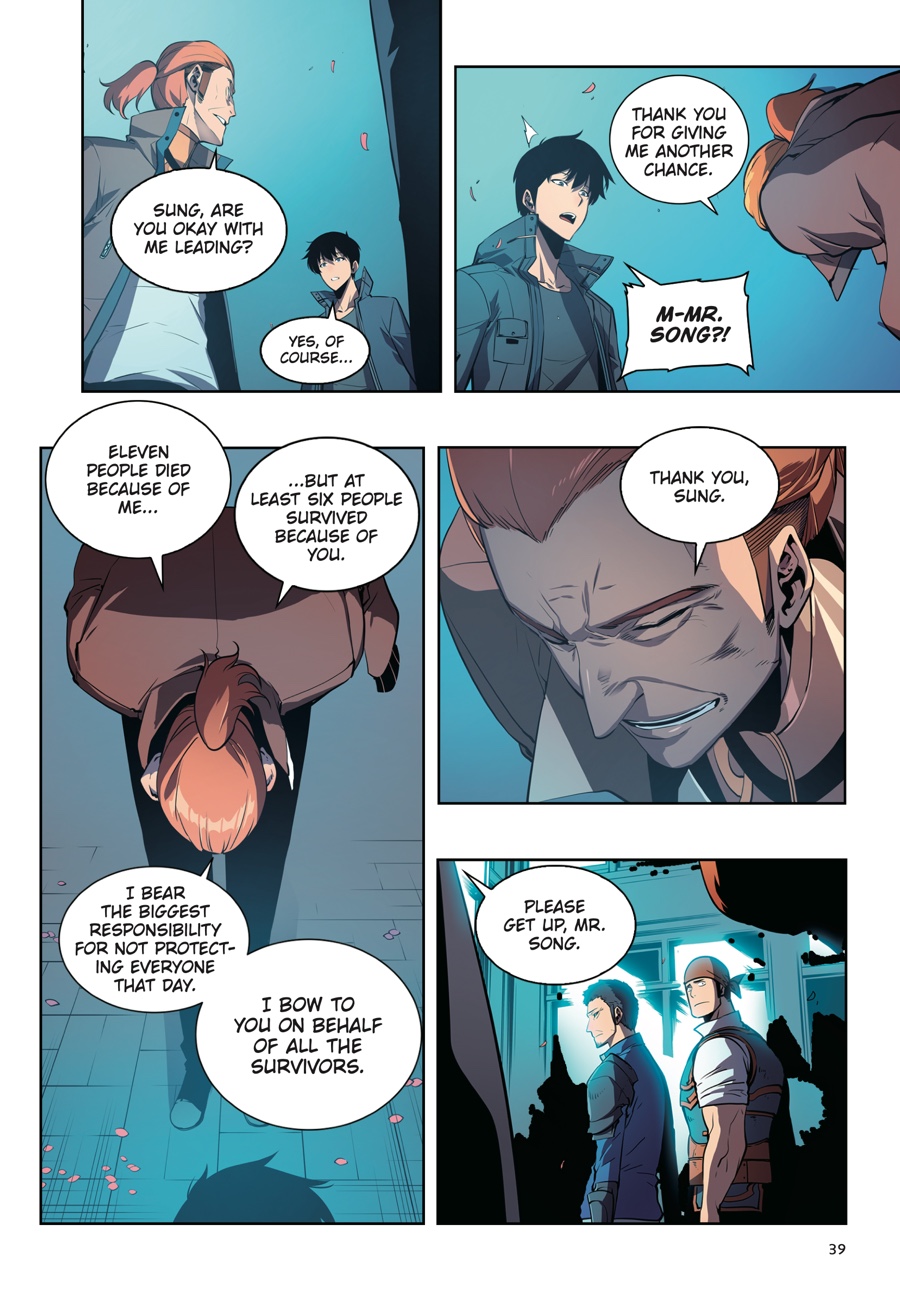 SUNG, ARE
YOU OKAY WITH
ME LEADING?
YES, OF
COURSE...
THANK YOU
FOR GIVING
ME ANOTHER
CHANCE.
M-MR.
SONG?!
ELEVEN
PEOPLE DIED
BECAUSE OF
ME...
...BUT AT
LEAST SIX PEOPLE
SURVIVED
BECAUSE OF
YOU.
I BEAR
THE BIGGEST
RESPONSIBILITY
FOR NOT PROTECT-
ING EVERYONE
THAT DAY.
I BOW TO
YOU ON BEHALF
OF ALL THE
SURVIVORS.
THANK YOU,
SUNG.
PLEASE
GET UP, MR.
SONG.
39